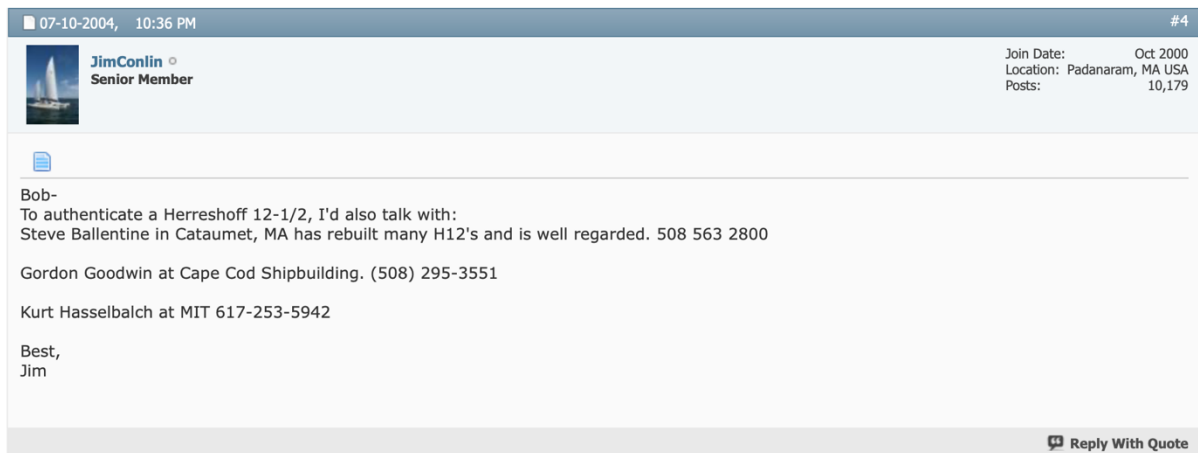 07-10-2004, 10:36 PM #4
JimConlin
Senior Member
Join Date: Oct 2000
Location: Padanaram, MA USA
Posts: 10,179
Bob-
To authenticate a Herreshoff 12-1/2, I'd also talk with:
Steve Ballentine in Cataumet, MA has rebuilt many H12's and is well regarded. 508 563 2800
Gordon Goodwin at Cape Cod Shipbuilding. (508) 295-3551
Kurt Hasselbalch at MIT 617-253-5942
Best,
Jim
Reply With Quote